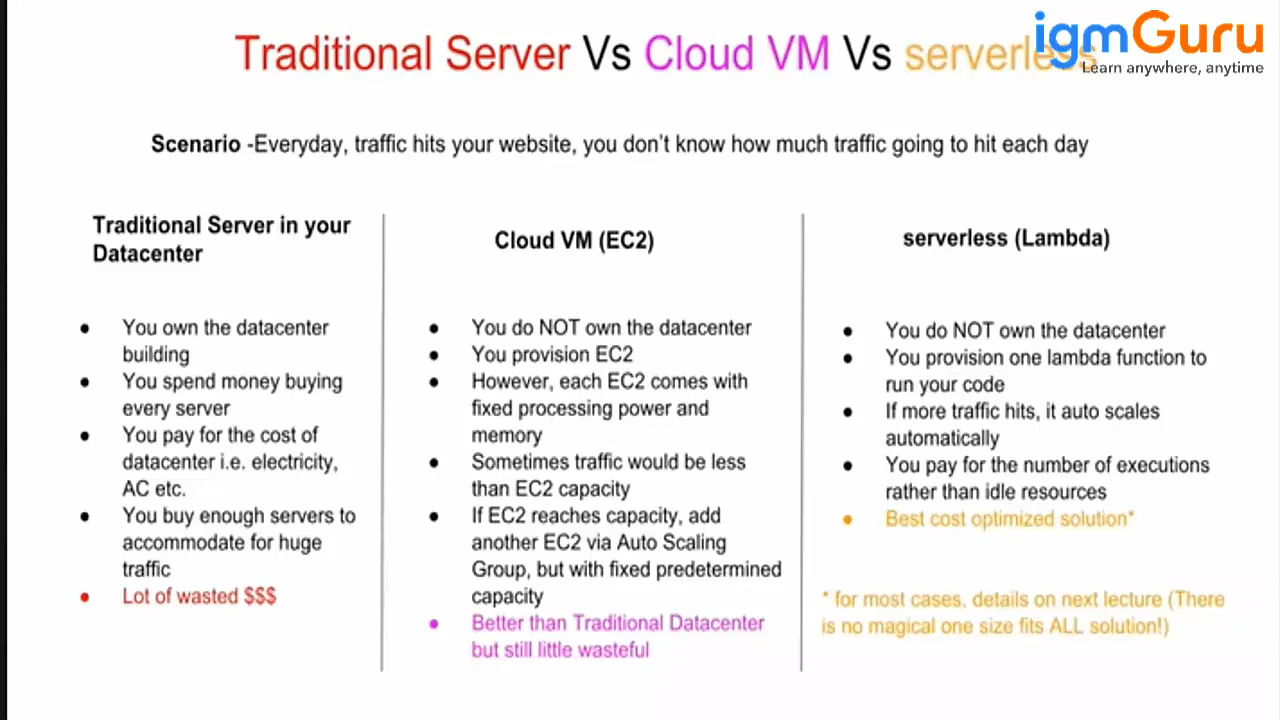 Traditional Server Vs Cloud VM Vs serverless
igmGuru
Learn anywhere, anytime
Scenario -Everyday, traffic hits your website, you don't know how much traffic going to hit each day
Traditional Server in your
Datacenter
● You own the datacenter
building
● You spend money buying
every server
● You pay for the cost of
datacenter i.e. electricity,
AC etc.
● You buy enough servers to
accommodate for huge
traffic
● Lot of wasted $$$
Cloud VM (EC2)
● You do NOT own the datacenter
● You provision EC2
● However, each EC2 comes with
fixed processing power and
memory
● Sometimes traffic would be less
than EC2 capacity
● If EC2 reaches capacity, add
another EC2 via Auto Scaling
Group, but with fixed predetermined
capacity
● Better than Traditional Datacenter
but still little wasteful
serverless (Lambda)
● You do NOT own the datacenter
● You provision one lambda function to
run your code
● If more traffic hits, it auto scales
automatically
● You pay for the number of executions
rather than idle resources
● Best cost optimized solution*
* for most cases, details on next lecture (There
is no magical one size fits ALL solution!)